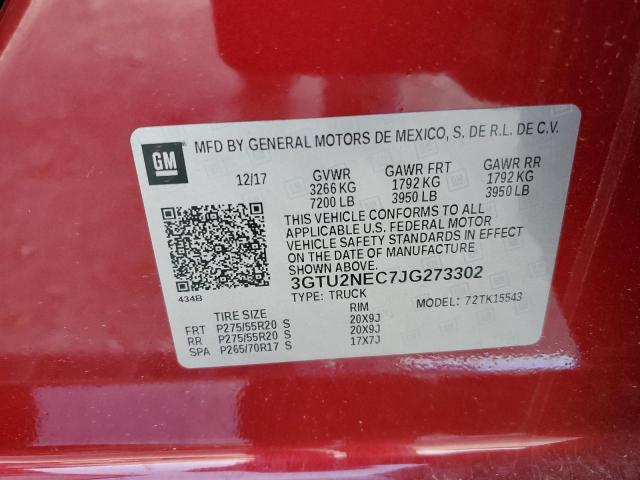 MFD BY GENERAL MOTORS DE MEXICO, S. DE R.L. DE C.V.
GM
12/17 GVWR GAWR FRT GAWR RR
3266 KG 1792 KG 1792 KG
7200 LB 3950 LB 3950 LB
THIS VEHICLE CONFORMS TO ALL
APPLICABLE U.S. FEDERAL MOTOR
VEHICLE SAFETY STANDARDS IN EFFECT
ON THE DATE OF MANUFACTURE
SHOWN ABOVE
434B
3GTU2NEC7JG273302
TYPE: TRUCK MODEL: 72TK15543
TIRE SIZE RIM
FRT P275/55R20 S 20X9J
RR P275/55R20 S 20X9J
SPA P265/70R17 S 17X7J